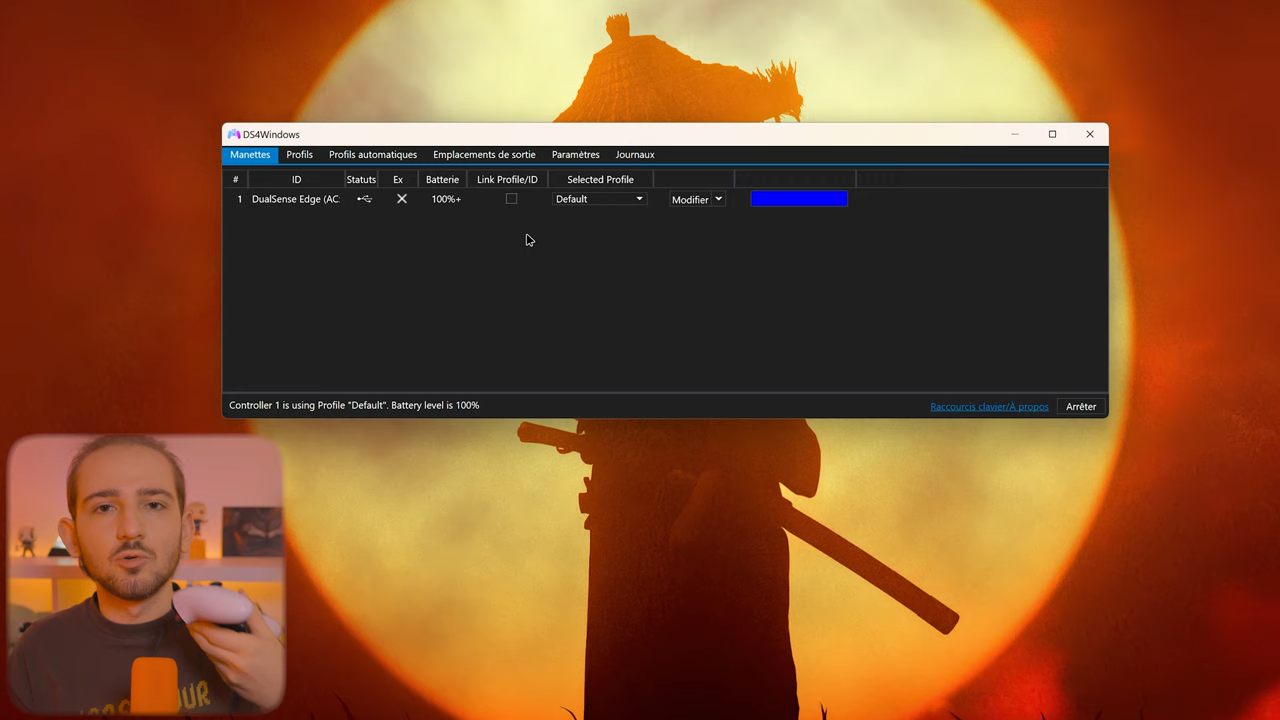 DS4Windows
Manettes Profils Profils automatiques Emplacements de sortie Paramètres Journaux
# ID Statuts Ex Batterie Link Profile/ID Selected Profile
1 DualSense Edge (AC: 100%+ Default Modifier
Controller 1 is using Profile "Default". Battery level is 100% Raccourcis clavier/À propos Arrêter